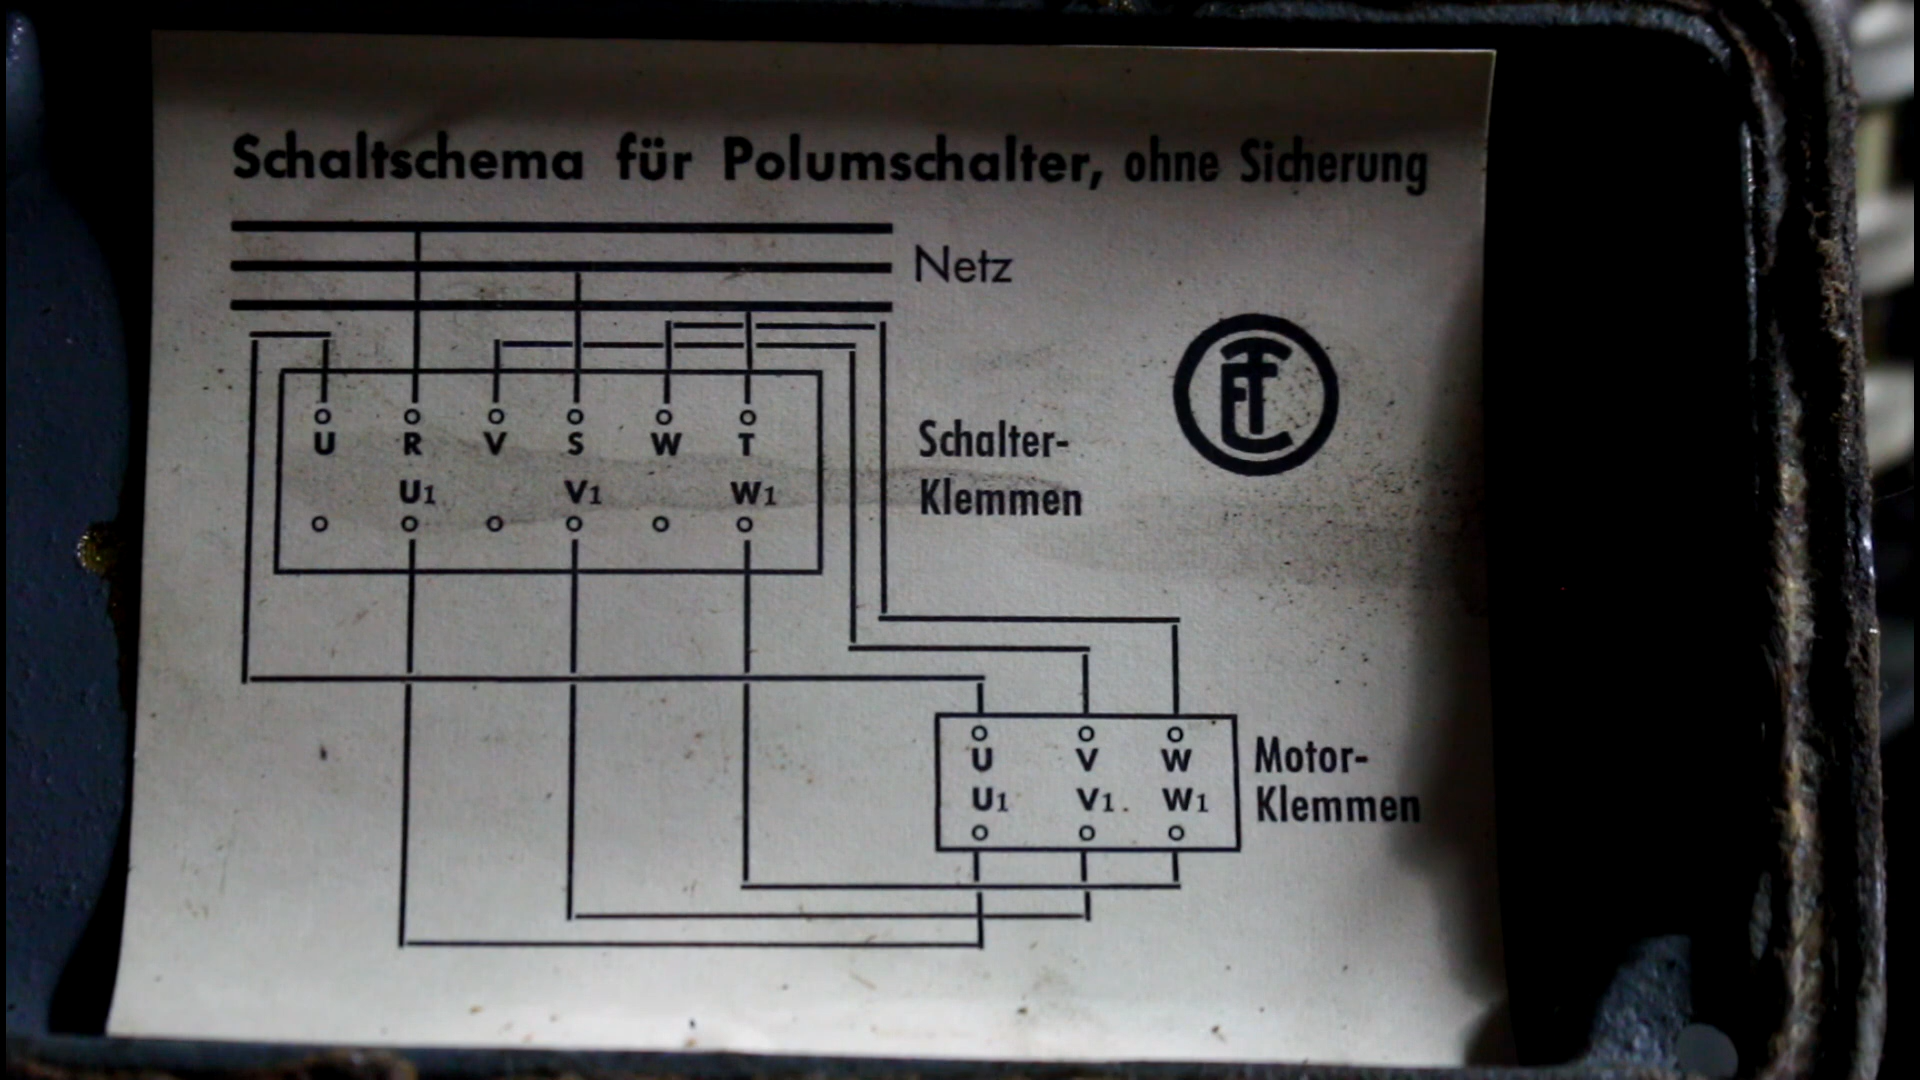 Schaltschema für Polumschalter, ohne Sicherung
Netz
U R V S W T
U1 V1 W1
Schalter-
Klemmen
U V W
U1 V1. W1
Motor-
Klemmen